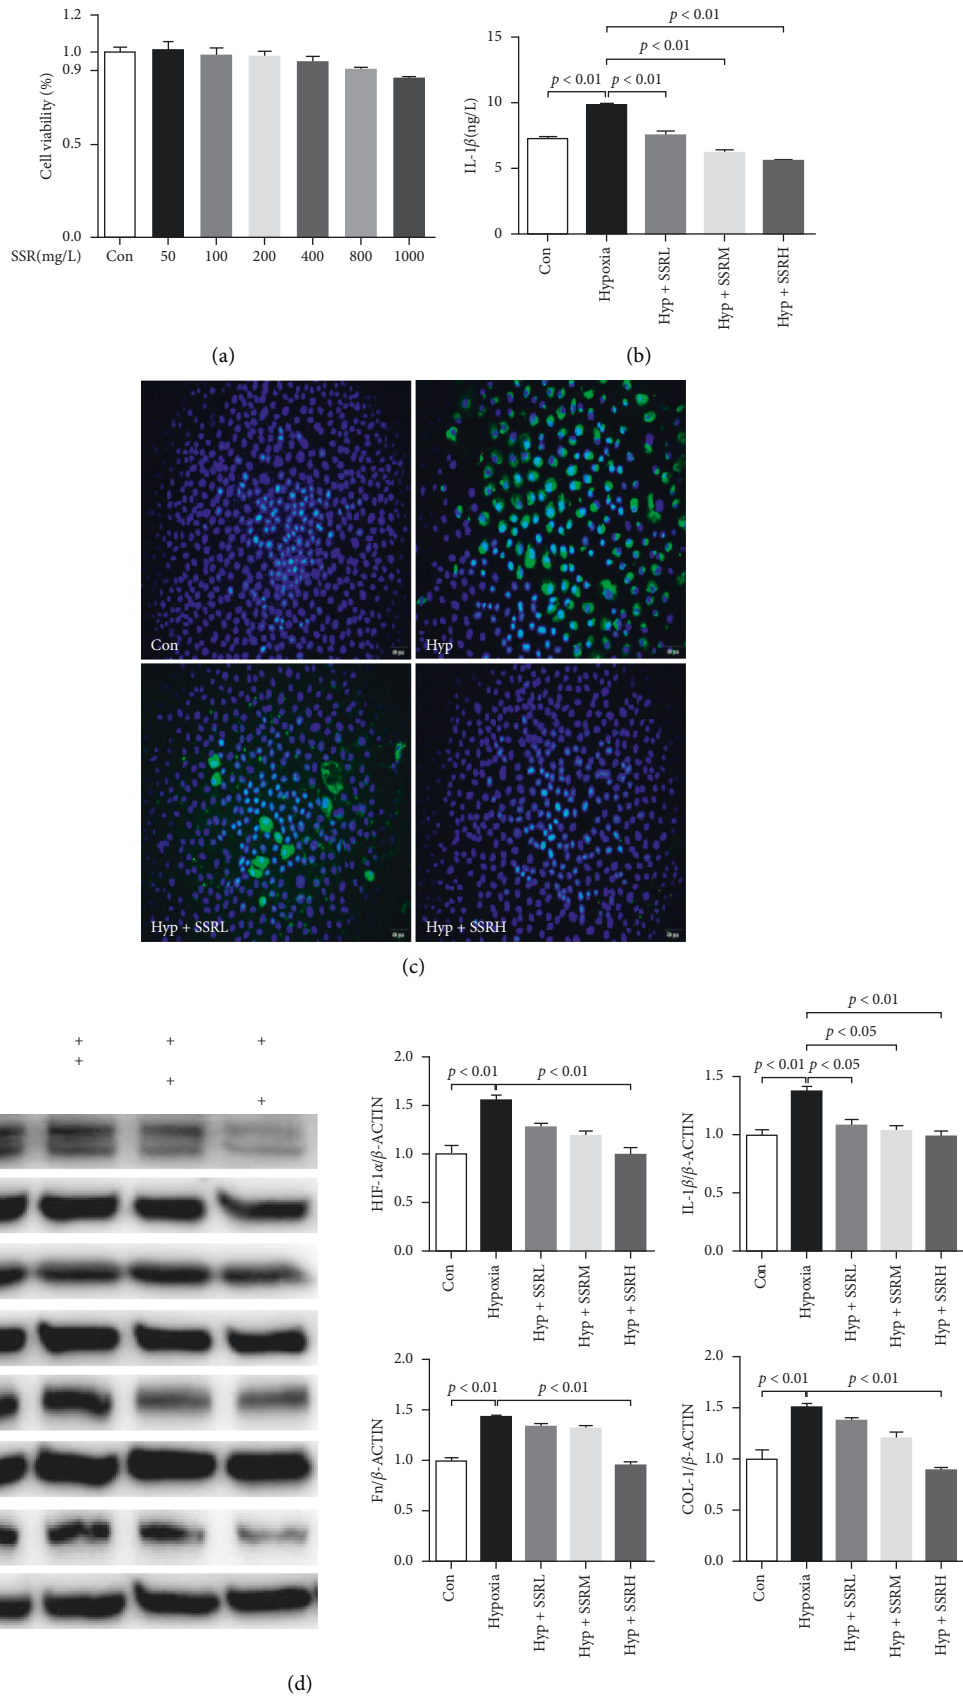 1.2
1.0
0.9
0.5
0.0
Cell viability (%)
SSR(mg/L) Con 50 100 200 400 800 1000
(a)
p < 0.01
p < 0.01
p < 0.01 p < 0.01
15
10
5
0
IL-1β(ng/L)
Con
Hypoxia
Hyp + SSRL
Hyp + SSRM
Hyp + SSRH
(b)
Con
Hyp
Hyp + SSRL
Hyp + SSRH
(c)
+ + +
+
+
+
p < 0.01 p < 0.01
2.0
1.5
1.0
0.5
0.0
HIF-1α/β-ACTIN
Con
Hypoxia
Hyp + SSRL
Hyp + SSRM
Hyp + SSRH
p < 0.01
p < 0.05
p < 0.01 p < 0.05
1.5
1.0
0.5
0.0
IL-1β/β-ACTIN
Con
Hypoxia
Hyp + SSRL
Hyp + SSRM
Hyp + SSRH
p < 0.01 p < 0.01
2.0
1.5
1.0
0.5
0.0
Fn/β-ACTIN
Con
Hypoxia
Hyp + SSRL
Hyp + SSRM
Hyp + SSRH
p < 0.01 p < 0.01
2.0
1.5
1.0
0.5
0.0
COL-1/β-ACTIN
Con
Hypoxia
Hyp + SSRL
Hyp + SSRM
Hyp + SSRH
(d)